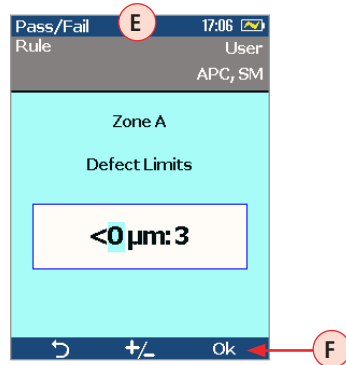 Pass/Fail E 17:06
Rule User
APC, SM
Zone A
Defect Limits
<0 µm: 3
+/_ Ok F